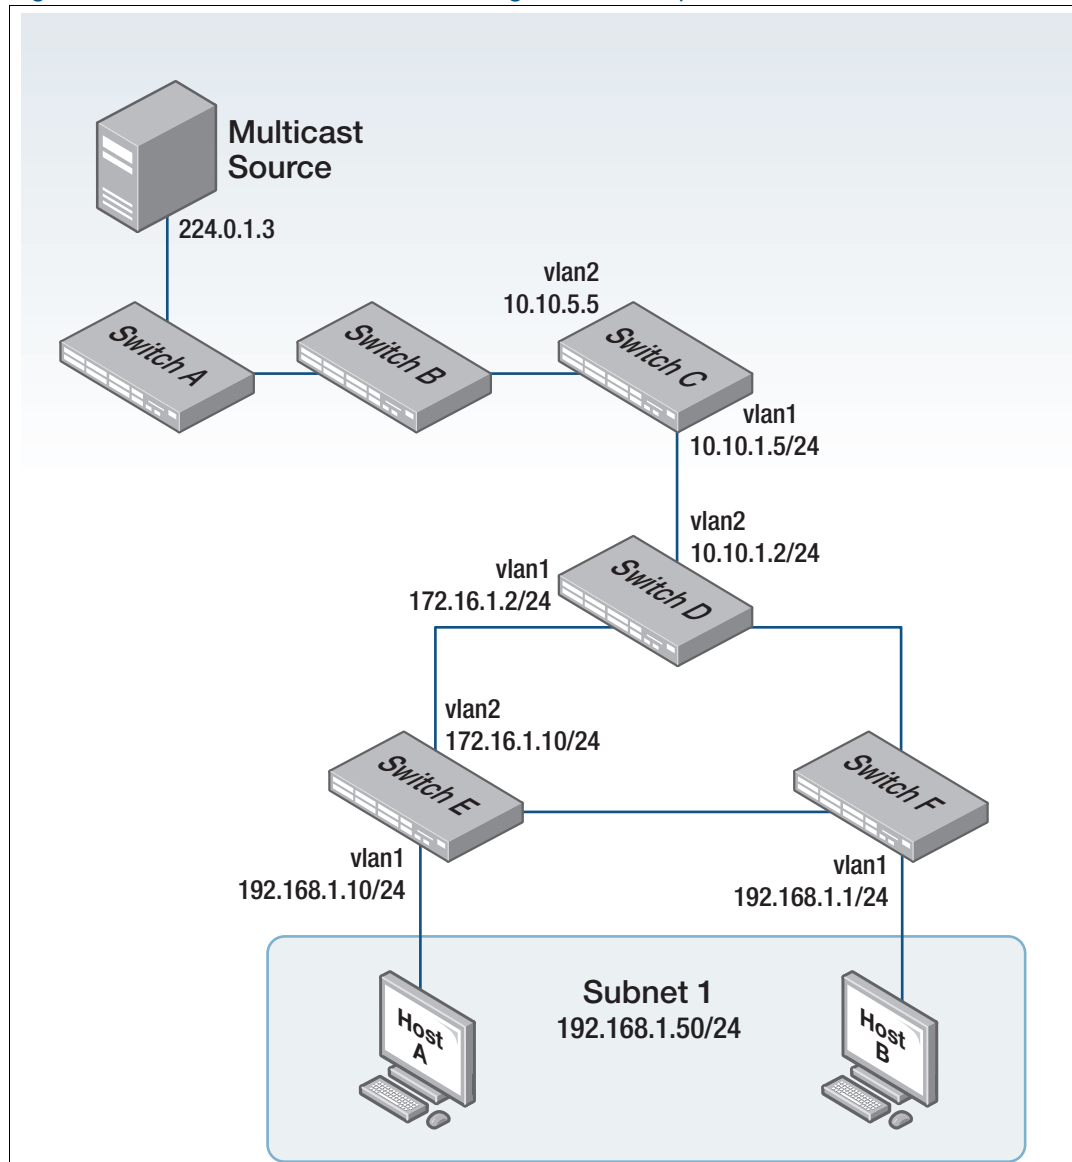 Multicast
Source
224.0.1.3
vlan2
10.10.5.5
Switch A
Switch B
Switch C
vlan1
10.10.1.5/24
vlan2
10.10.1.2/24
vlan1
172.16.1.2/24
Switch D
vlan2
172.16.1.10/24
Switch E
Switch F
vlan1
192.168.1.10/24
vlan1
192.168.1.1/24
Subnet 1
192.168.1.50/24
Host
A
Host
B